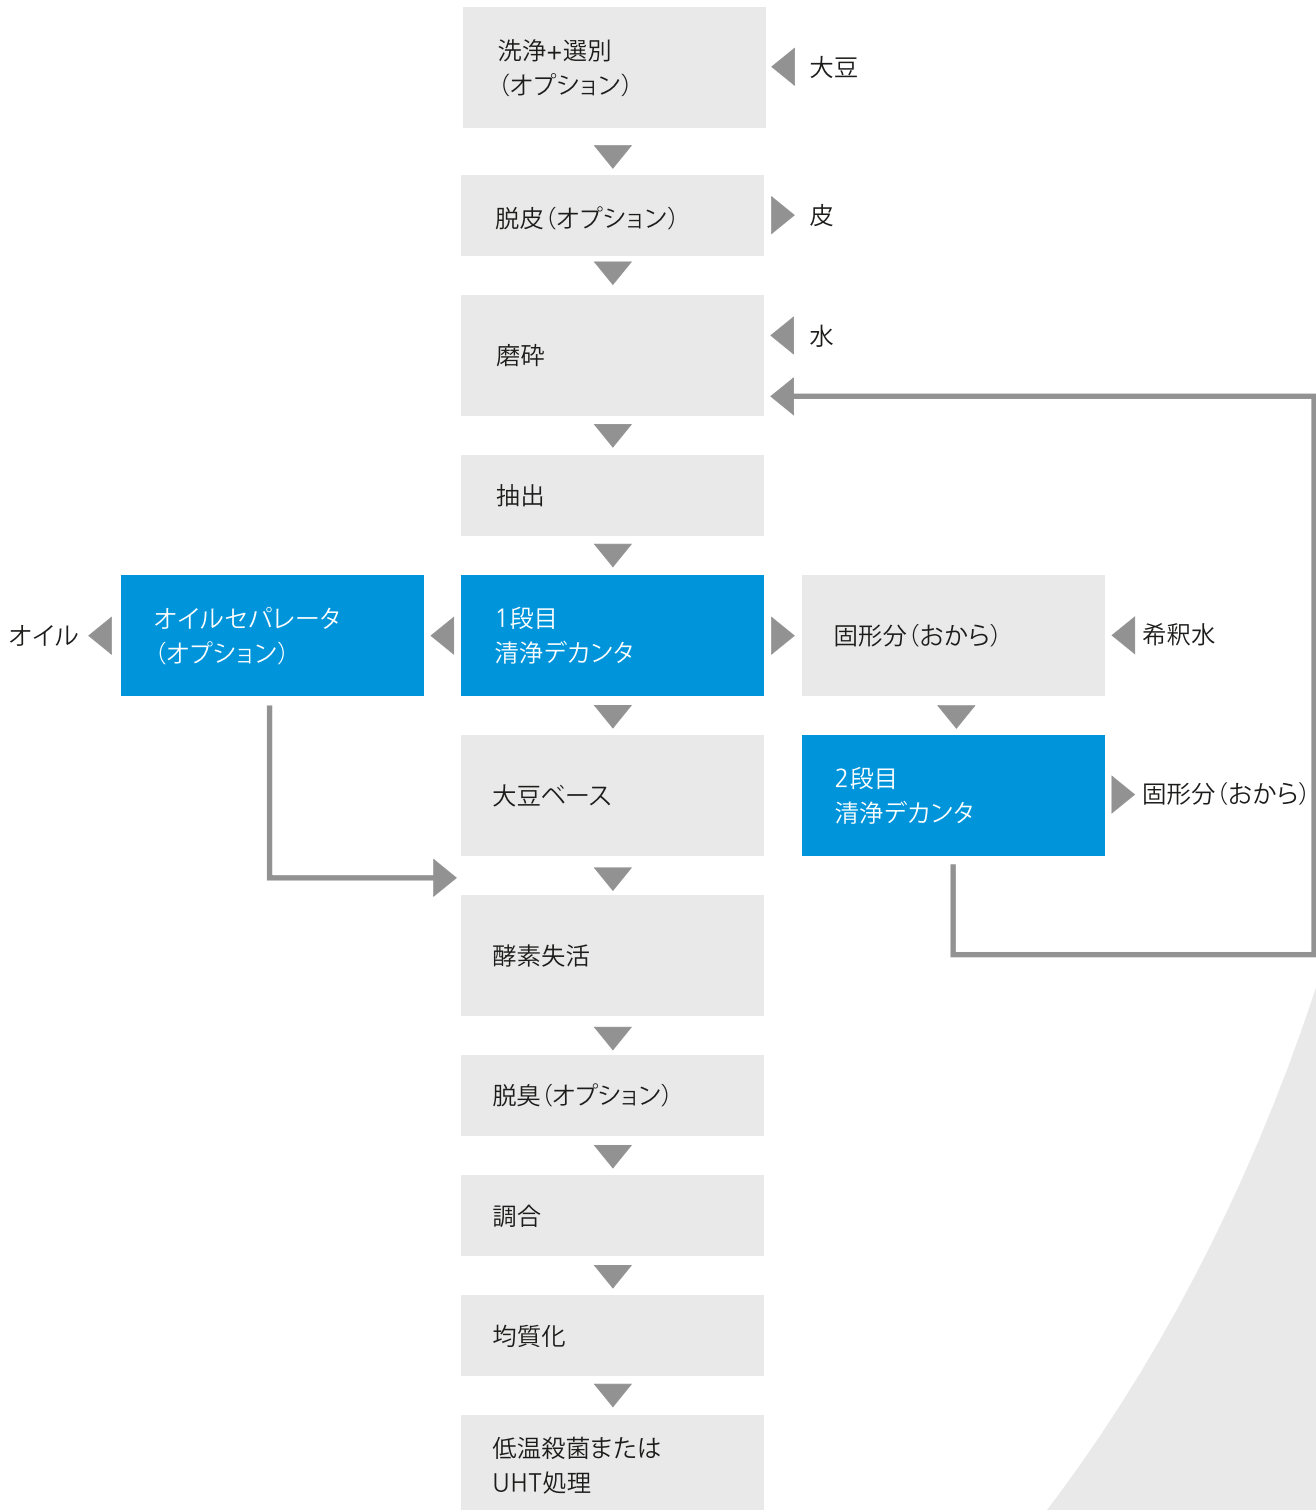 洗浄+選別
（オプション）
大豆
脱皮（オプション）
皮
磨砕
水
抽出
オイル
オイルセパレータ
（オプション）
1段目
清浄デカンタ
固形分（おから）
希釈水
大豆ベース
2段目
清浄デカンタ
固形分（おから）
酵素失活
脱臭（オプション）
調合
均質化
低温殺菌または
UHT処理